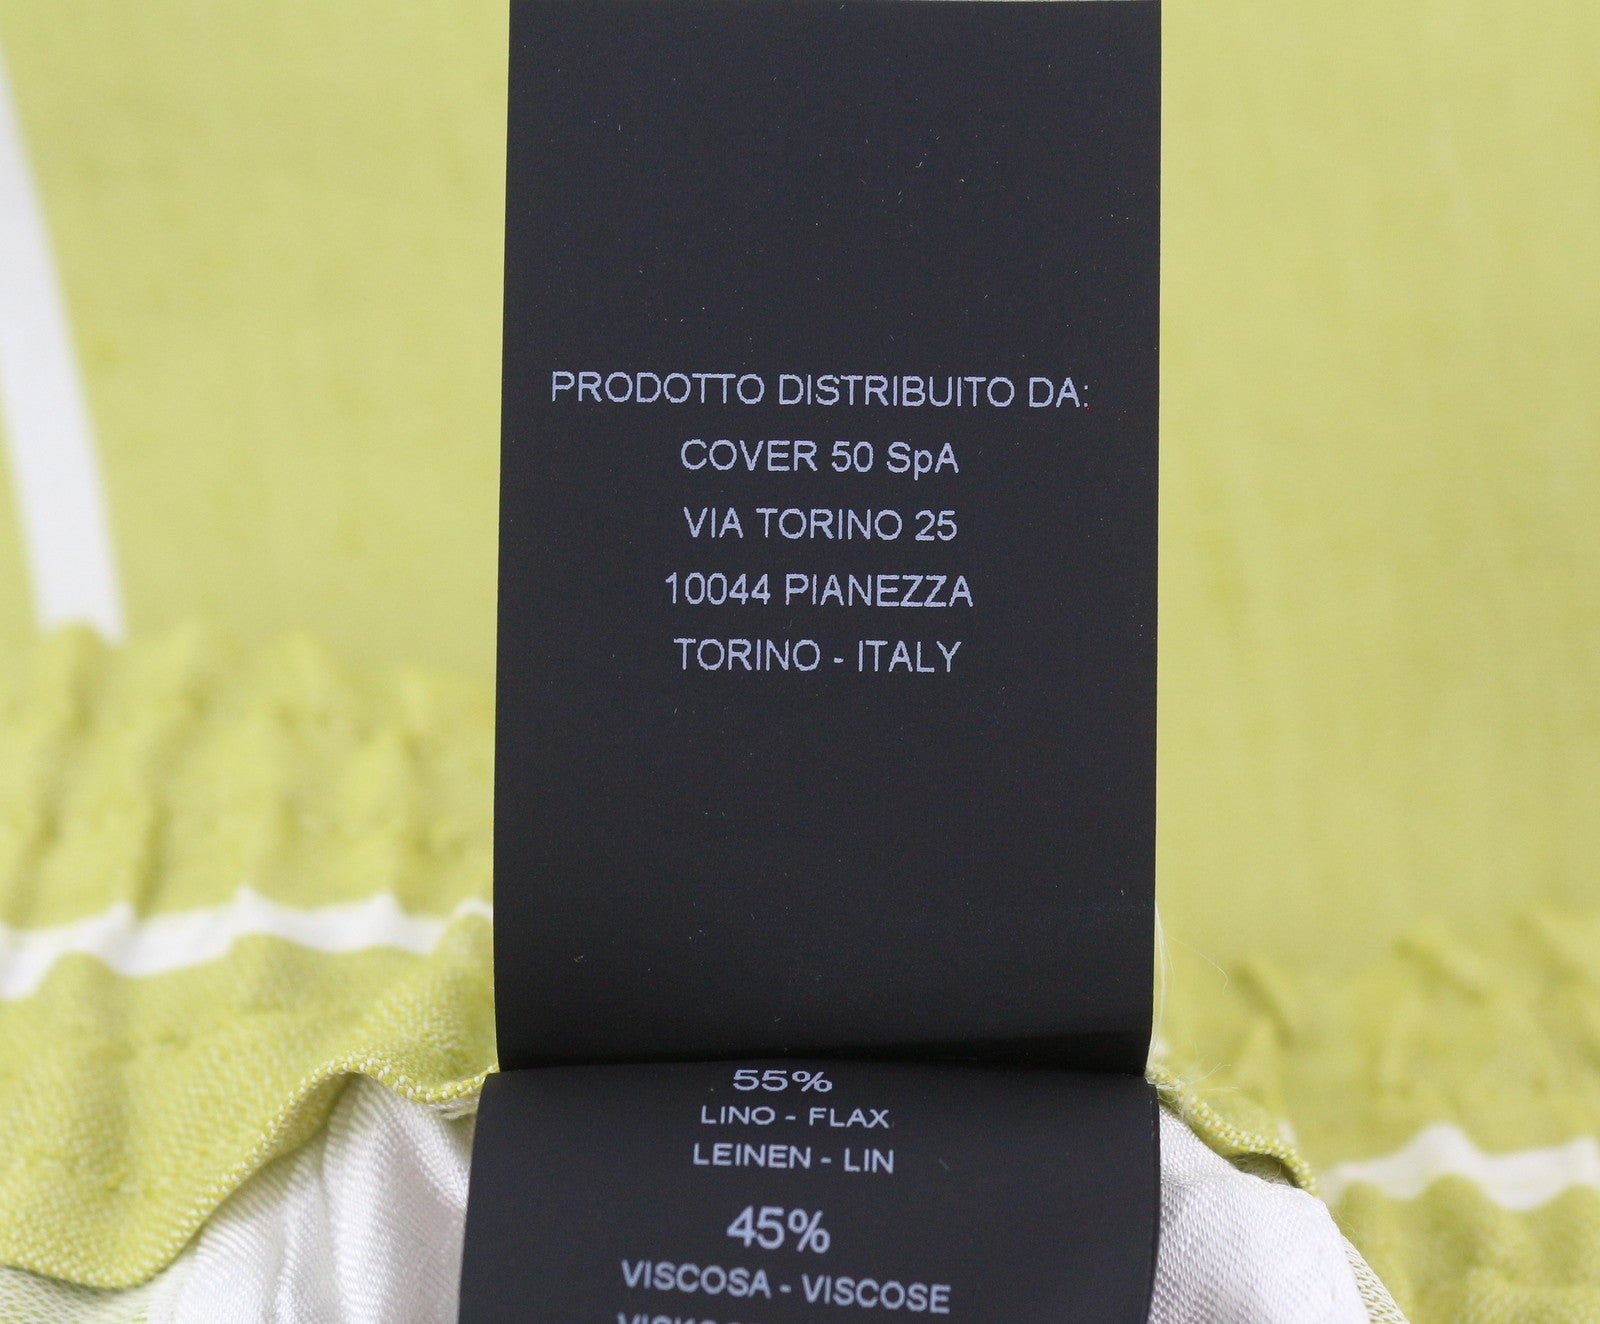 PRODOTTO DISTRIBUITO DA:
COVER 50 SpA
VIA TORINO 25
10044 PIANEZZA
TORINO - ITALY
55%
LINO - FLAX
LEINEN - LIN
45%
VISCOSA - VISCOSE